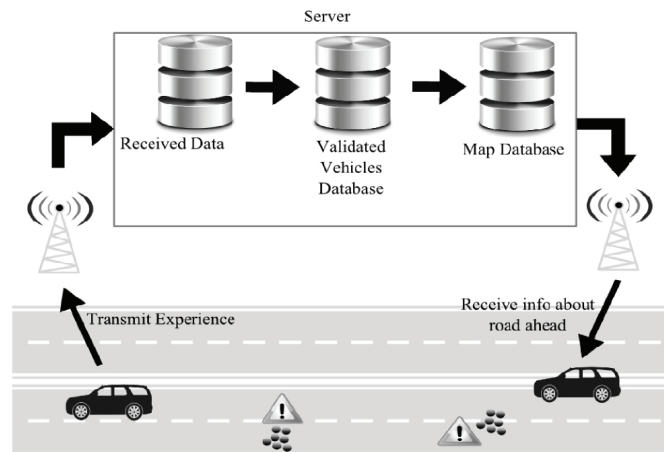 Server
Received Data
Validated
Vehicles
Database
Map Database
Transmit Experience
Receive info about
road ahead